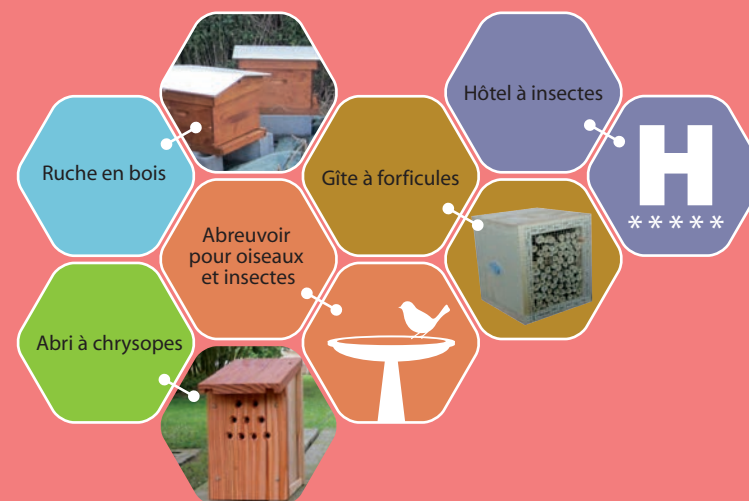 Hôtel à insectes
H
*****
Ruche en bois
Gîte à forficules
Abreuvoir
pour oiseaux
et insectes
Abri à chrysopes